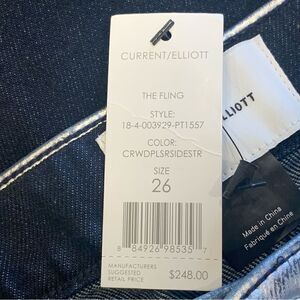 CURRENT/ELLIOTT
THE FLING
STYLE:
18-4-003929-PT1557
COLOR:
CRWDPLSRSIDESTR
SIZE
26
8 84926 98535 7
MANUFACTURERS
SUGGESTED
RETAIL PRICE
$248.00
LLIOTT
Made in China
Fabriqué en Chine